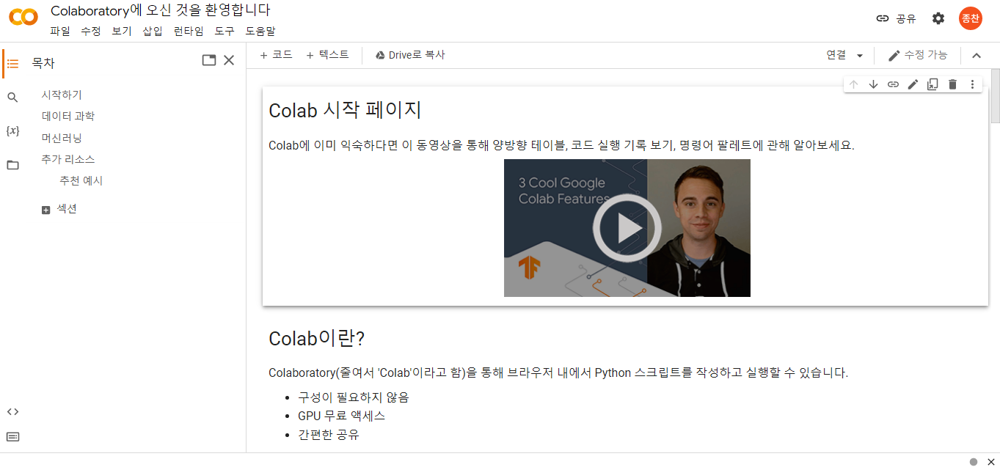 Colaboratory에 오신 것을 환영합니다
파일 수정 보기 삽입 런타임 도구 도움말
공유
종찬
목차
시작하기
데이터 과학
머신러닝
추가 리소스
추천 예시
섹션
{x}
+ 코드 + 텍스트 Drive로 복사
연결 수정 가능
Colab 시작 페이지
Colab에 이미 익숙하다면 이 동영상을 통해 양방향 테이블, 코드 실행 기록 보기, 명령어 팔레트에 관해 알아보세요.
3 Cool Google
Colab Features
Colab이란?
Colaboratory(줄여서 'Colab'이라고 함)을 통해 브라우저 내에서 Python 스크립트를 작성하고 실행할 수 있습니다.
• 구성이 필요하지 않음
• GPU 무료 액세스
• 간편한 공유